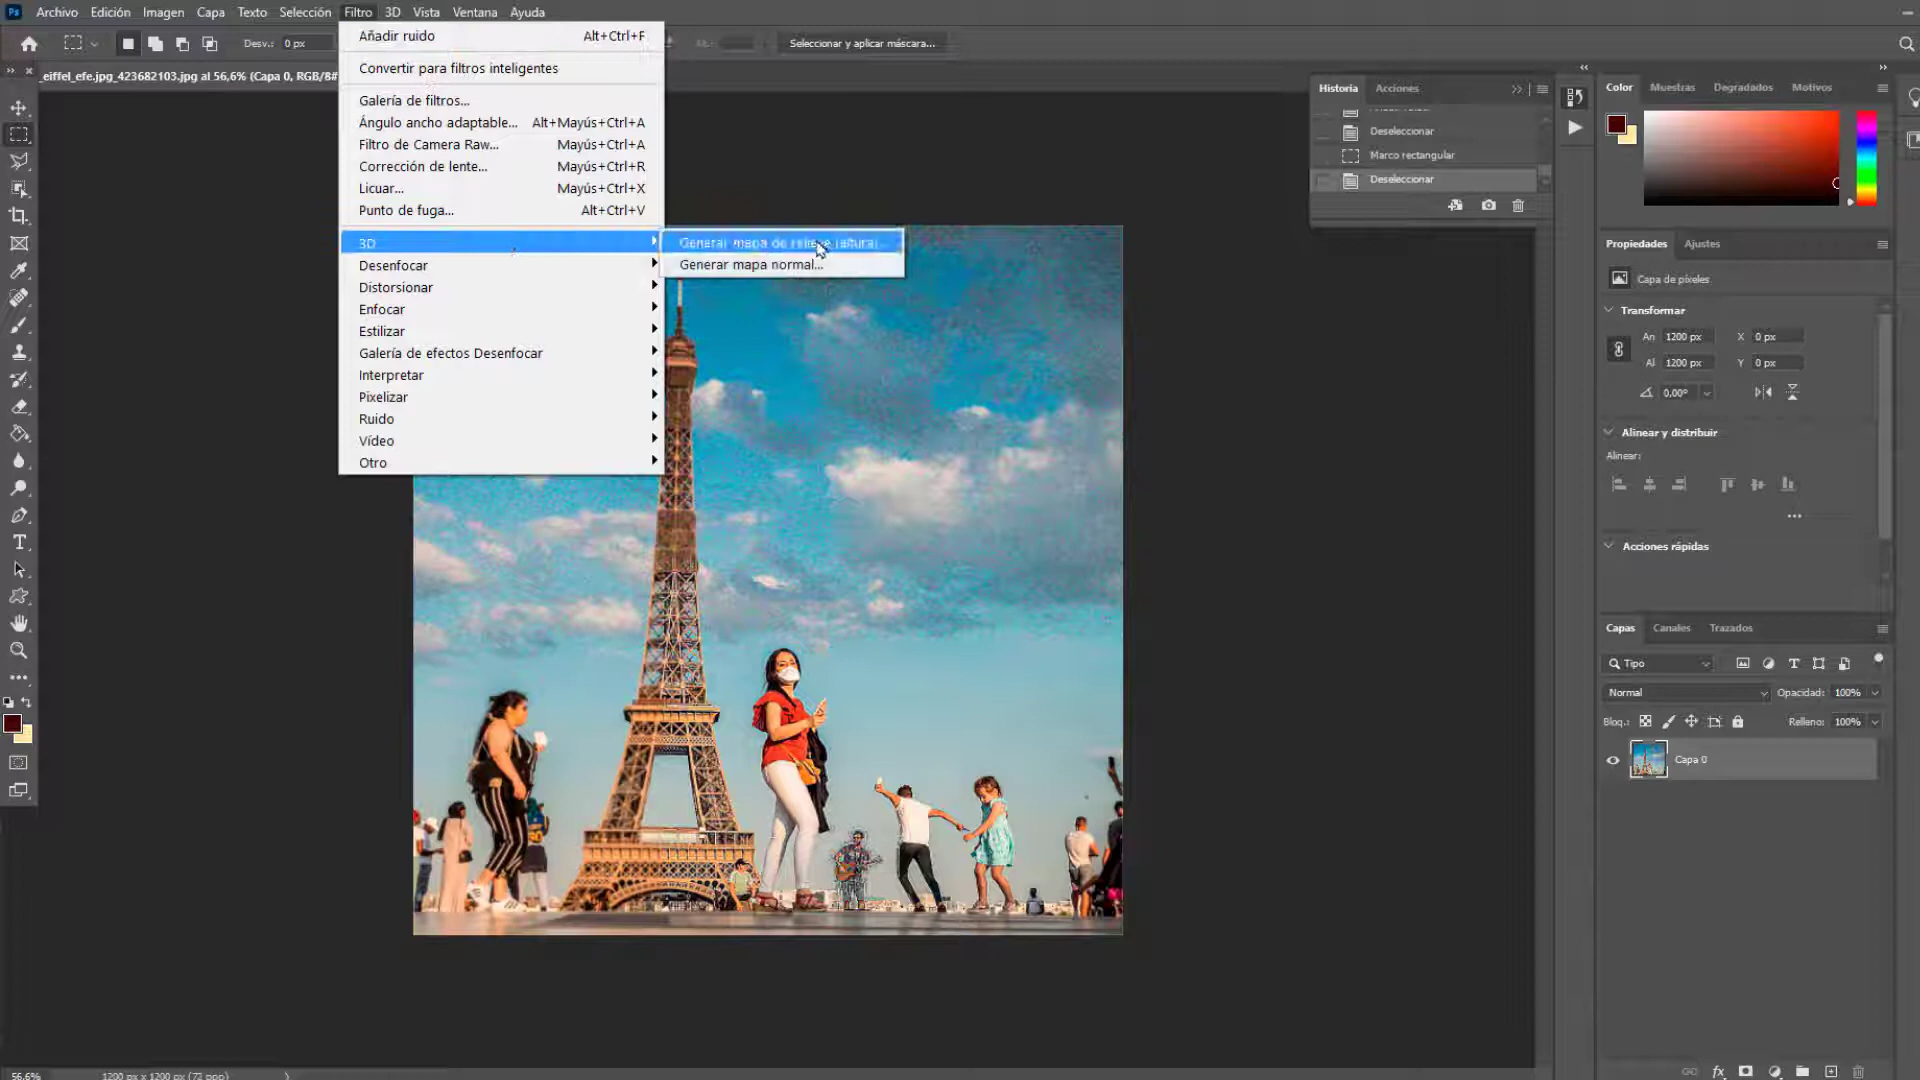 Ps Archivo Edición Imagen Capa Texto Selección Filtro 3D Vista Ventana Ayuda
Desv.: 0 px
Seleccionar y aplicar máscara...
_eiffel_efe.jpg_423682103.jpg al 56,6% (Capa 0, RGB/8#
Añadir ruido Alt+Ctrl+F
Convertir para filtros inteligentes
Galería de filtros...
Ángulo ancho adaptable... Alt+Mayús+Ctrl+A
Filtro de Camera Raw... Mayús+Ctrl+A
Corrección de lente... Mayús+Ctrl+R
Licuar... Mayús+Ctrl+X
Punto de fuga... Alt+Ctrl+V
3D
Desenfocar
Distorsionar
Enfocar
Estilizar
Galería de efectos Desenfocar
Interpretar
Pixelizar
Ruido
Vídeo
Otro
Generar mapa de relieve (altura)...
Generar mapa normal...
Historia Acciones
Deseleccionar
Marco rectangular
Deseleccionar
Color Muestras Degradados Motivos
Propiedades Ajustes
Capa de píxeles
Transformar
An 1200 px X 0 px
Al 1200 px Y 0 px
0,00°
Alinear y distribuir
Alinear:
Acciones rápidas
Capas Canales Trazados
Tipo
Normal Opacidad: 100%
Bloq.: Relleno: 100%
Capa 0
56,6% 1200 px x 1200 px (72 ppp)